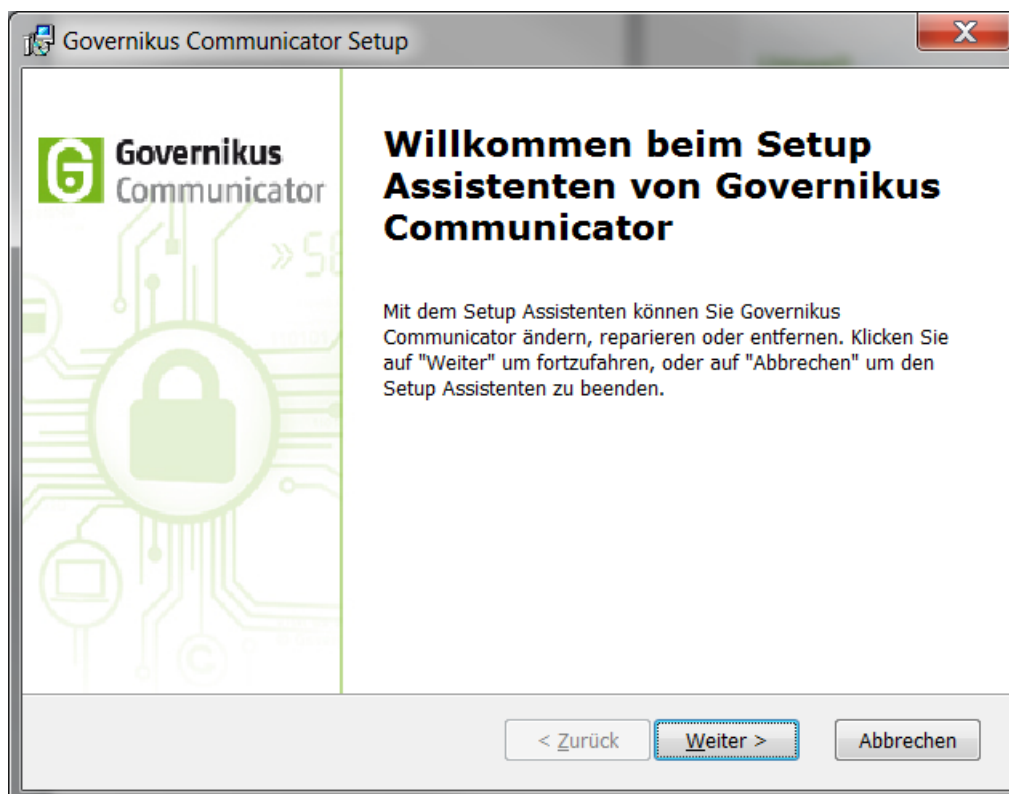 Governikus Communicator Setup
X
Governikus
Communicator
Willkommen beim Setup
Assistenten von Governikus
Communicator
Mit dem Setup Assistenten können Sie Governikus
Communicator ändern, reparieren oder entfernen. Klicken Sie
auf "Weiter" um fortzufahren, oder auf "Abbrechen" um den
Setup Assistenten zu beenden.
< Zurück
Weiter >
Abbrechen